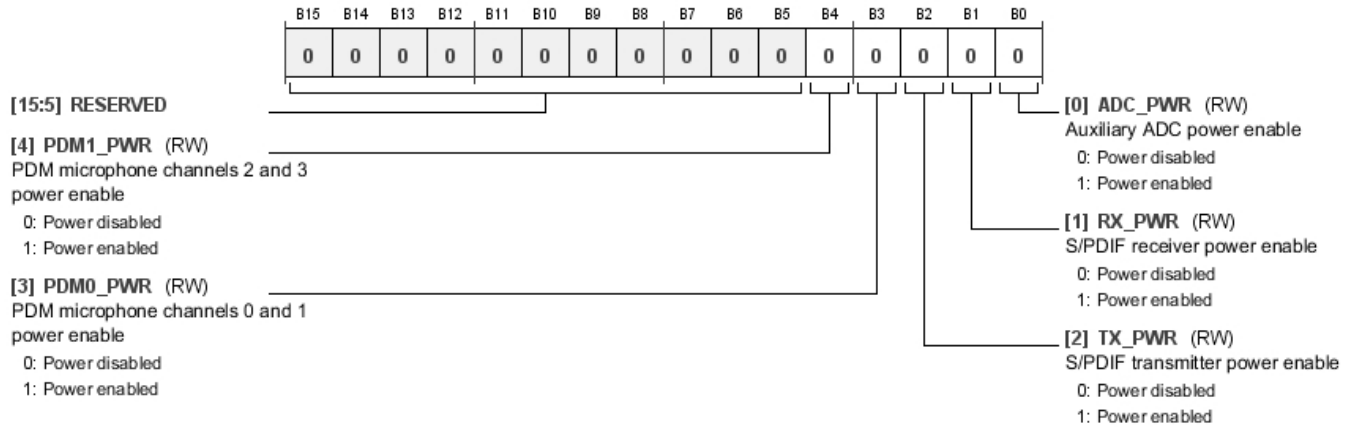 B15 B14 B13 B12 B11 B10 B9 B8 B7 B6 B5 B4 B3 B2 B1 B0
0 0 0 0 0 0 0 0 0 0 0 0 0 0 0 0
[15:5] RESERVED
[4] PDM1_PWR (RW)
PDM microphone channels 2 and 3
power enable
0: Power disabled
1: Power enabled
[3] PDM0_PWR (RW)
PDM microphone channels 0 and 1
power enable
0: Power disabled
1: Power enabled
[0] ADC_PWR (RW)
Auxiliary ADC power enable
0: Power disabled
1: Power enabled
[1] RX_PWR (RW)
S/PDIF receiver power enable
0: Power disabled
1: Power enabled
[2] TX_PWR (RW)
S/PDIF transmitter power enable
0: Power disabled
1: Power enabled